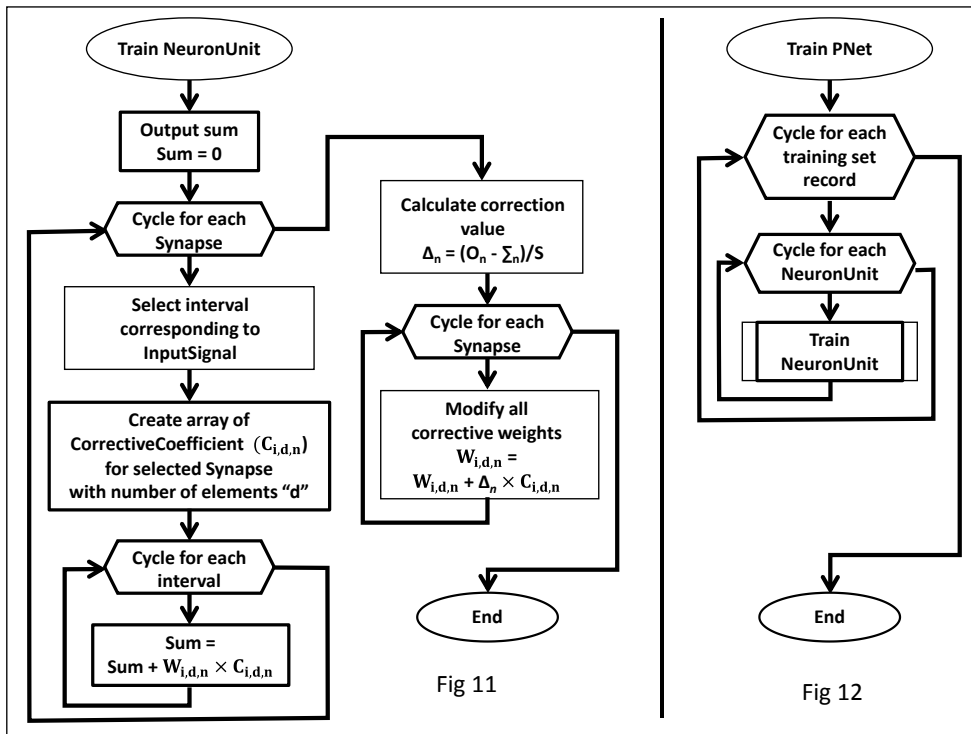 Train NeuronUnit
Output sum
Sum = 0
Cycle for each
Synapse
Select interval
corresponding to
InputSignal
Create array of
CorrectiveCoefficient (C_{i,d,n})
for selected Synapse
with number of elements “d”
Cycle for each
interval
Sum =
Sum + W_{i,d,n} × C_{i,d,n}
Calculate correction
value
Δ_n = (O_n - ∑_n)/S
Cycle for each
Synapse
Modify all
corrective weights
W_{i,d,n} =
W_{i,d,n} + Δ_n × C_{i,d,n}
End
Fig 11
Train PNet
Cycle for each
training set
record
Cycle for each
NeuronUnit
Train
NeuronUnit
End
Fig 12